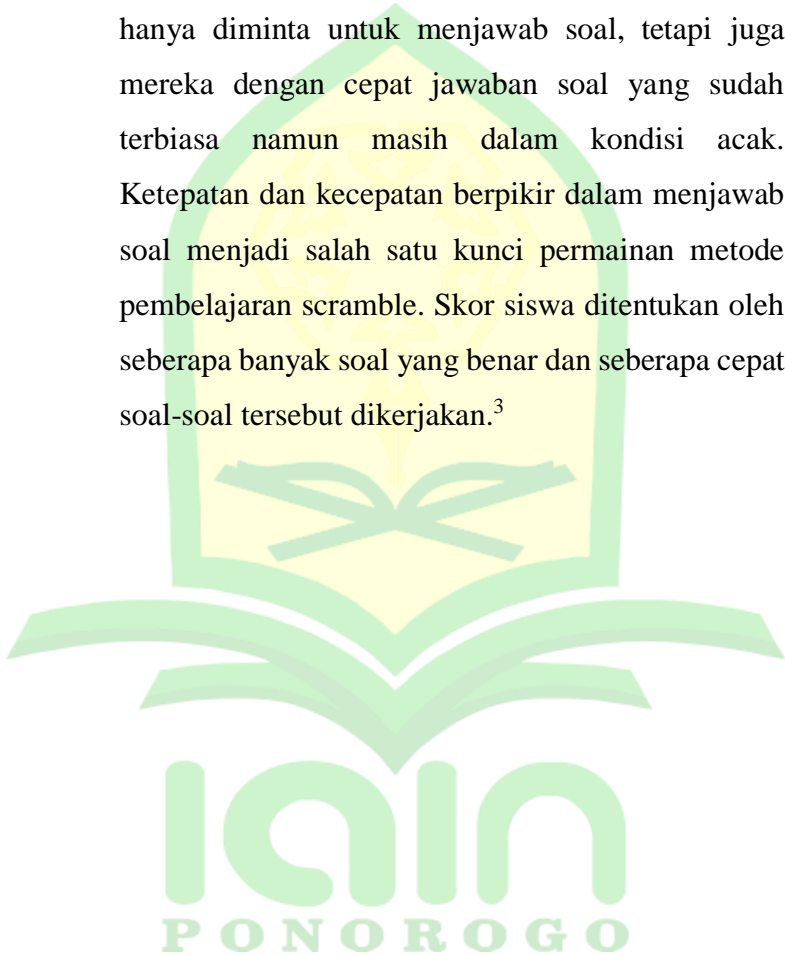 hanya diminta untuk menjawab soal, tetapi juga
mereka dengan cepat jawaban soal yang sudah
terbiasa namun masih dalam kondisi acak.
Ketepatan dan kecepatan berpikir dalam menjawab
soal menjadi salah satu kunci permainan metode
pembelajaran scramble. Skor siswa ditentukan oleh
seberapa banyak soal yang benar dan seberapa cepat
soal-soal tersebut dikerjakan.³
iain
PONOROGO